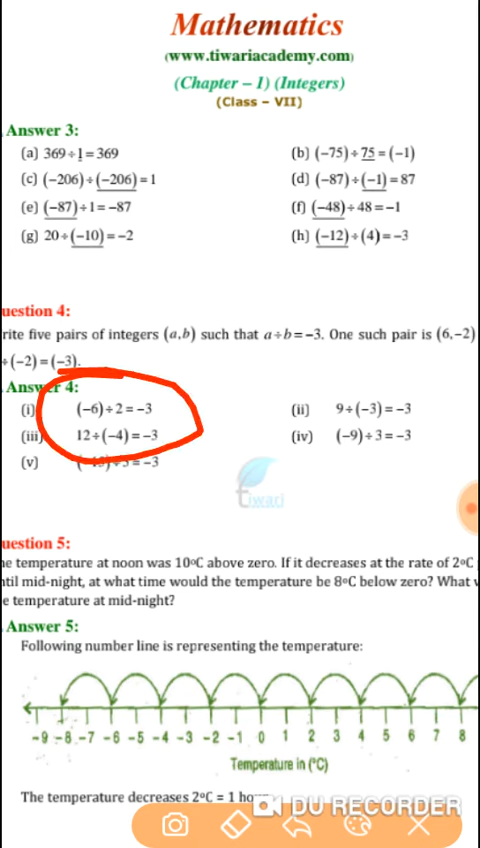 Mathematics
(www.tiwariacademy.com)
(Chapter – 1) (Integers)
(Class – VII)
Answer 3:
(a) 369÷1=369 (b) (−75)÷75=(−1)
(c) (−206)÷(−206)=1 (d) (−87)÷(−1)=87
(e) (−87)÷1=−87 (f) (−48)÷48=−1
(g) 20÷(−10)=−2 (h) (−12)÷(4)=−3
uestion 4:
rite five pairs of integers (a,b) such that a÷b=−3. One such pair is (6,−2)
÷(−2)=(−3).
Answer 4:
(i) (−6)÷2=−3 (ii) 9÷(−3)=−3
(iii) 12÷(−4)=−3 (iv) (−9)÷3=−3
(v) ÷5=−3
tiwari
uestion 5:
he temperature at noon was 10°C above zero. If it decreases at the rate of 2°C
ntil mid-night, at what time would the temperature be 8°C below zero? What
e temperature at mid-night?
Answer 5:
Following number line is representing the temperature:
-9 -8 -7 -6 -5 -4 -3 -2 -1 0 1 2 3 4 5 6 7 8
Temperature in (°C)
The temperature decreases 2°C = 1
DU RECORDER